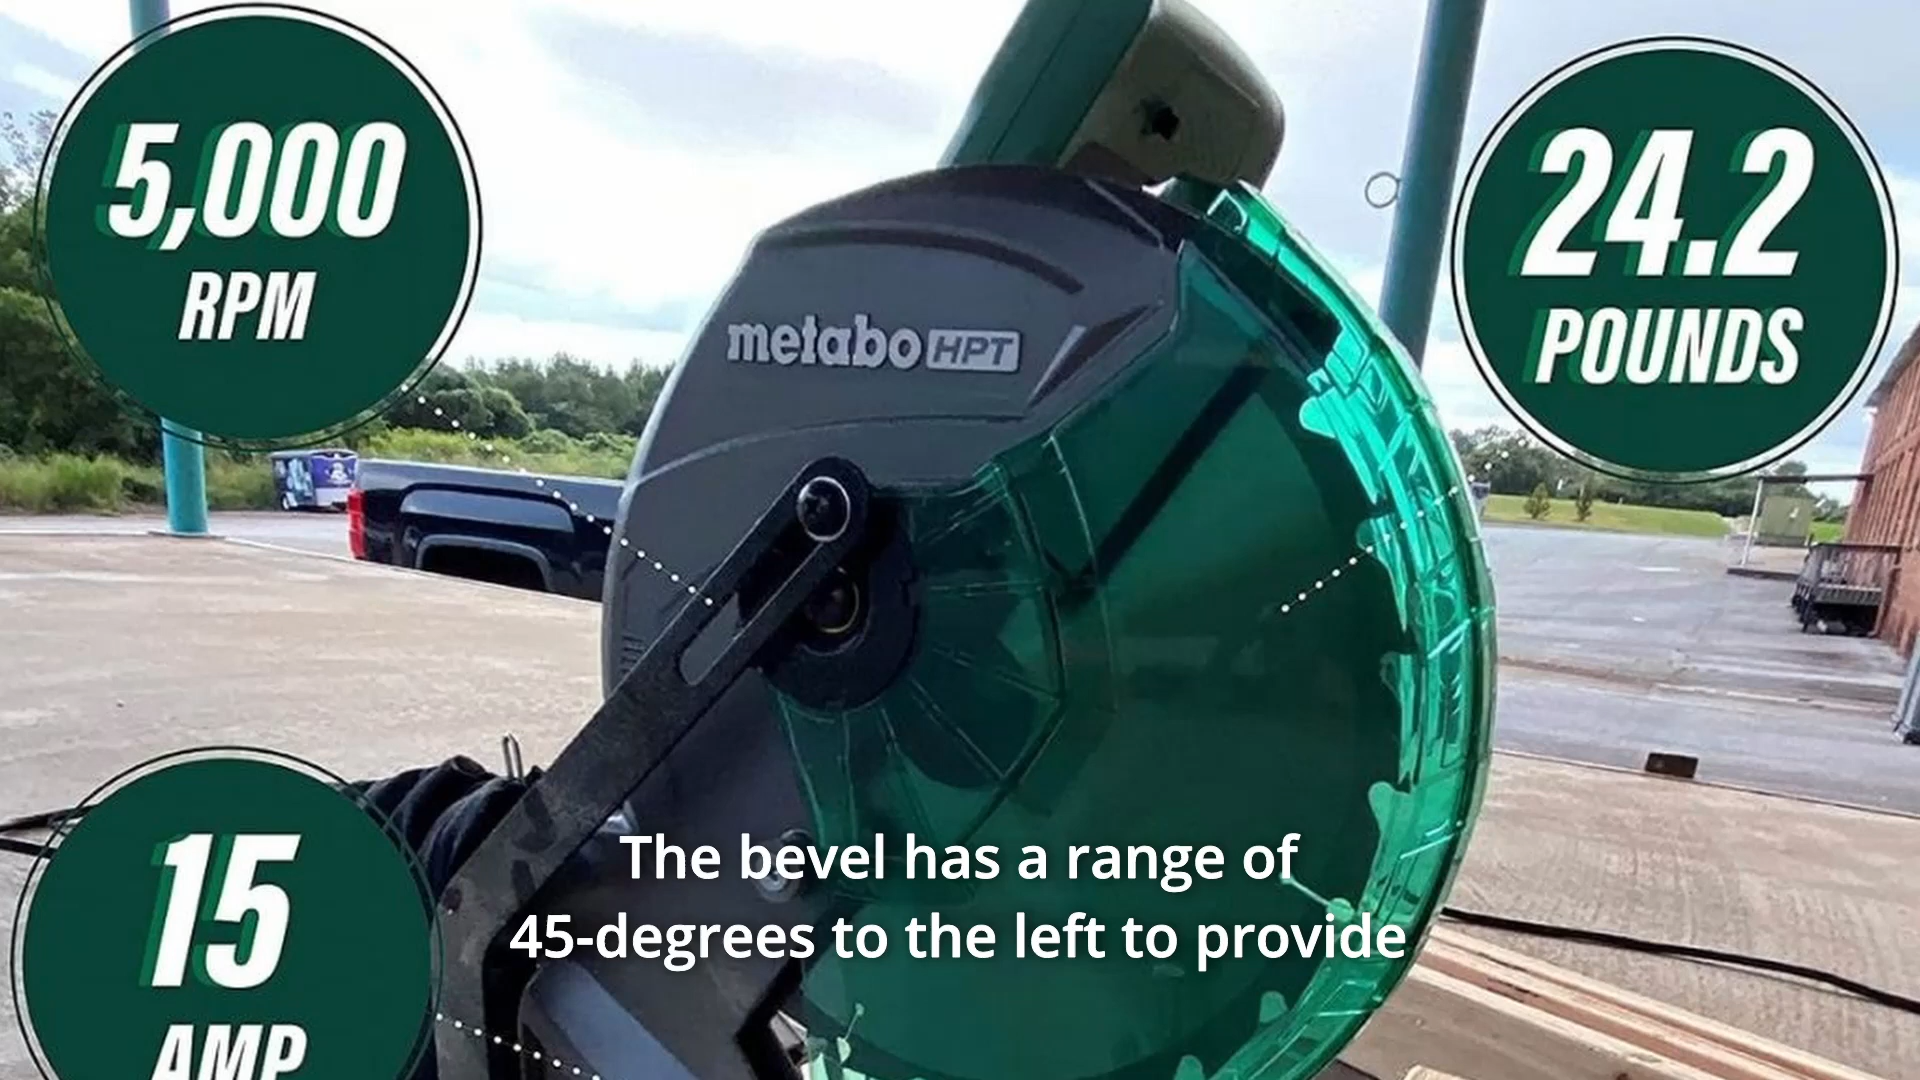 5,000
RPM
24.2
POUNDS
metabo HPT
15
AMP
The bevel has a range of
45-degrees to the left to provide